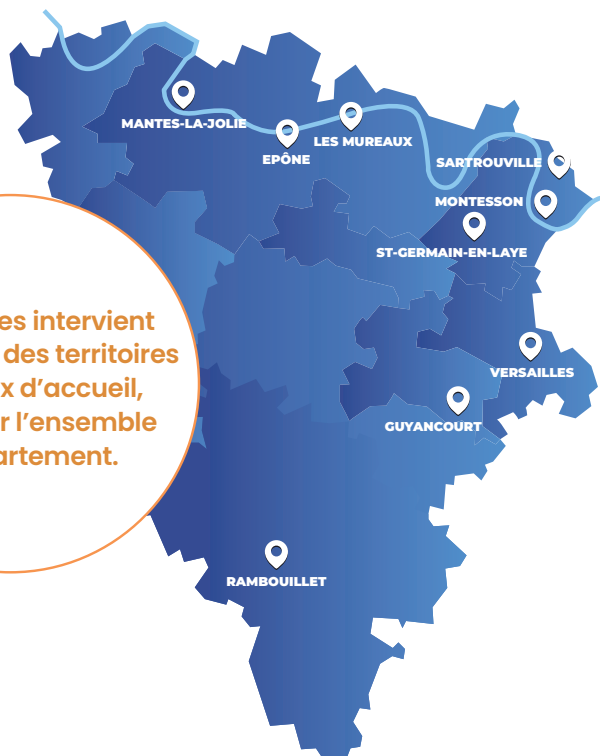 MANTES-LA-JOLIE
LES MUREAUX
EPÔNE
SARTROUVILLE
MONTESSON
ST-GERMAIN-EN-LAYE
es intervient
des territoires
x d'accueil,
r l'ensemble
artement.
VERSAILLES
GUYANCOURT
RAMBOUILLET